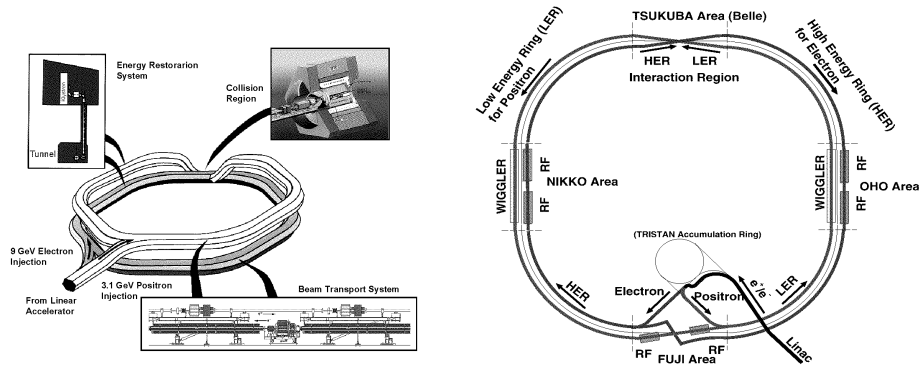 Energy Restorarion
System
Tunnel
Collision
Region
9 GeV Electron
Injection
3.1 GeV Positron
Injection
From Linear
Accelerator
Beam Transport System
TSUKUBA Area (Belle)
HER
LER
Interaction Region
Low Energy Ring (LER)
for Positron
High Energy Ring (HER)
for Electron
WIGGLER
RF
RF
NIKKO Area
WIGGLER
RF
RF
OHO Area
(TRISTAN Accumulation Ring)
Electron
Positron
e+/e-
HER
LER
Linac
RF
RF
FUJI Area